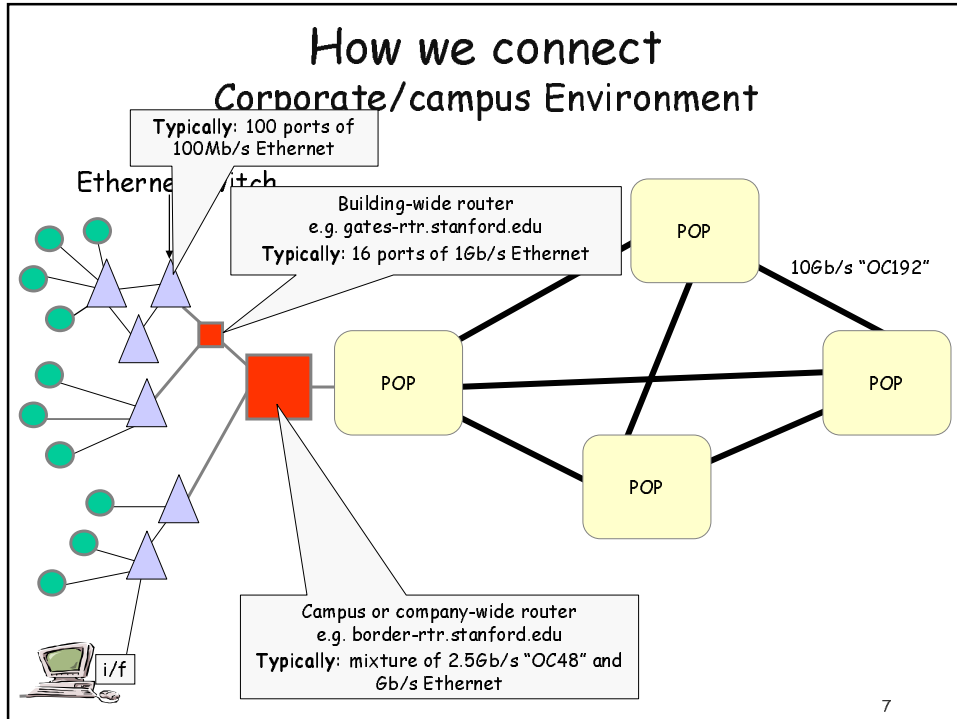 How we connect
Corporate/campus Environment
Typically: 100 ports of
100Mb/s Ethernet
Building-wide router
e.g. gates-rtr.stanford.edu
Typically: 16 ports of 1Gb/s Ethernet
POP
10Gb/s “OC192”
POP
POP
POP
Campus or company-wide router
e.g. border-rtr.stanford.edu
Typically: mixture of 2.5Gb/s “OC48” and
Gb/s Ethernet
i/f
7